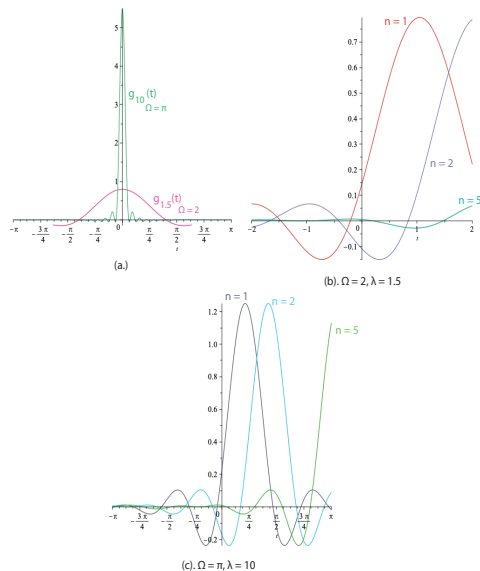 g10(t)
Ω=π
g1.5(t)
Ω=2
5
4
3
2
1
0
-π
-3π/4
-π/2
-π/4
π/4
π/2
3π/4
π
t
(a.)
n = 1
n = 2
n = 5
0.7
0.6
0.5
0.4
0.3
0.2
0.1
-0.1
-0.2
-2
-1
0
1
2
t
(b). Ω = 2, λ = 1.5
n = 1
n = 2
n = 5
1.2
1.0
0.8
0.6
0.4
0.2
0
-0.2
-π
-3π/4
-π/2
-π/4
π/4
π/2
3π/4
π
t
(c). Ω = π, λ = 10